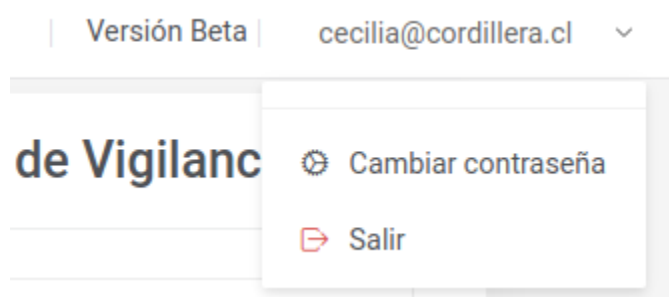 Versión Beta
cecilia@cordillera.cl
de Vigilanc
Cambiar contraseña
Salir